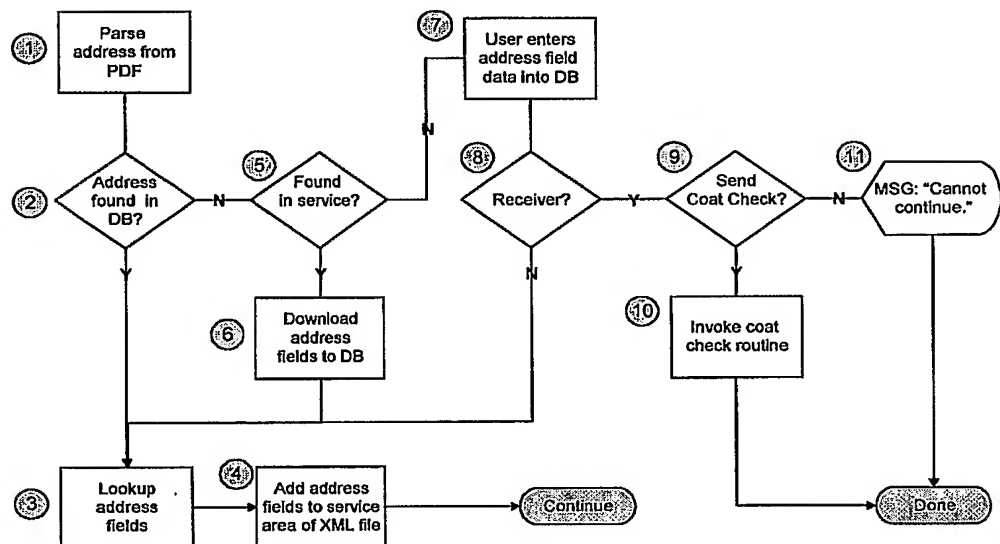 1
Parse
address from
PDF
7
User enters
address field
data into DB
N
2
Address
found in
DB?
N
5
Found
in service?
8
Receiver?
Y
9
Send
Coat Check?
N
11
MSG: "Cannot
continue."
Y
Y
N
Y
6
Download
address
fields to DB
10
Invoke coat
check routine
3
Lookup
address
fields
4
Add address
fields to service
area of XML file
Continue
Done